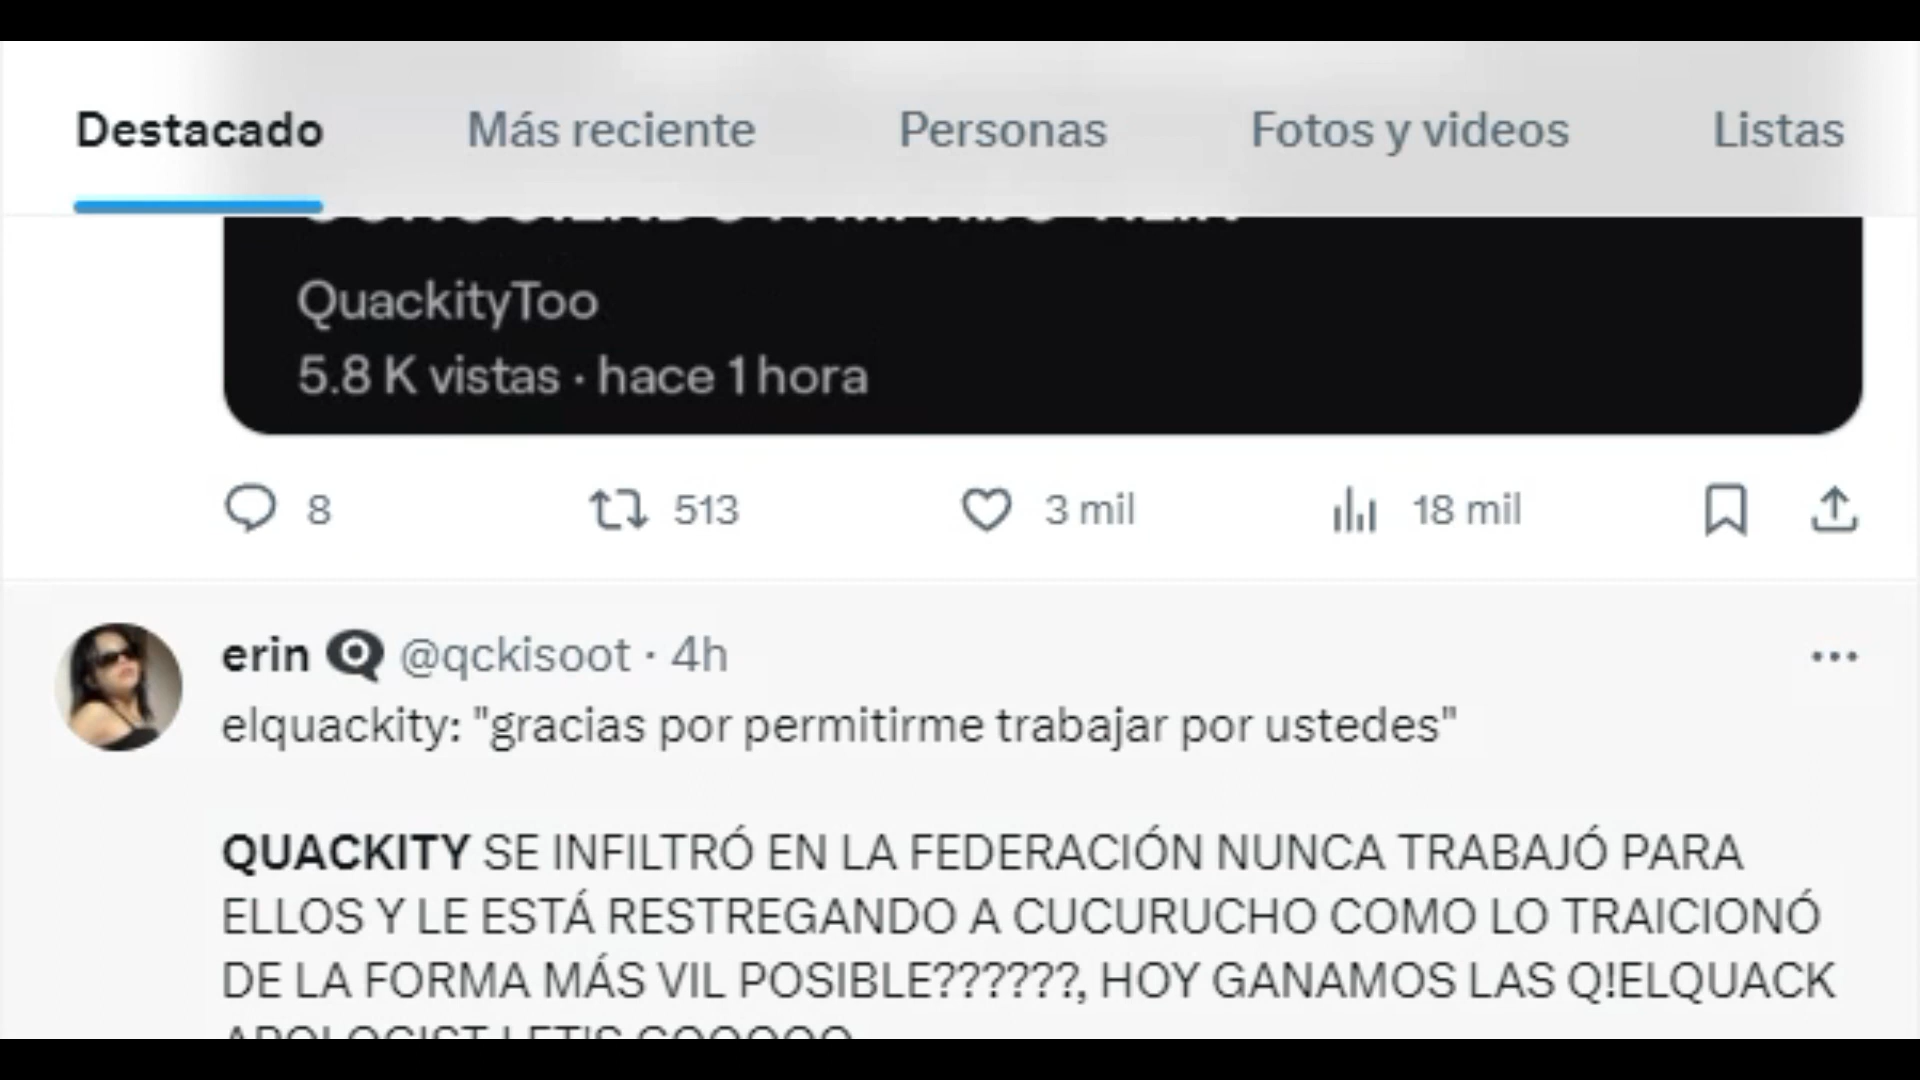 Destacado Más reciente Personas Fotos y videos Listas
QuackityToo
5.8 K vistas · hace 1 hora
8 513 3 mil 18 mil
erin @qckisoot · 4h
elquackity: "gracias por permitirme trabajar por ustedes"
QUACKITY SE INFILTRÓ EN LA FEDERACIÓN NUNCA TRABAJÓ PARA
ELLOS Y LE ESTÁ RESTREGANDO A CUCURUCHO COMO LO TRAICIONÓ
DE LA FORMA MÁS VIL POSIBLE??????, HOY GANAMOS LAS Q!ELQUACK
APOLOGIST LET'S GOOOOO